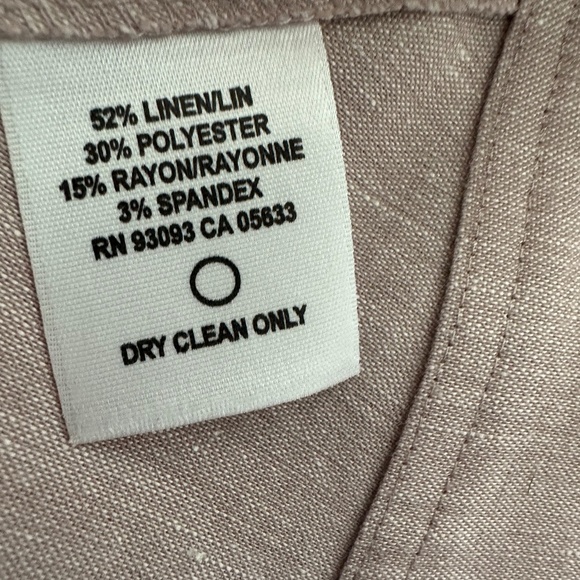 52% LINEN/LIN
30% POLYESTER
15% RAYON/RAYONNE
3% SPANDEX
RN 93093 CA 05633
DRY CLEAN ONLY